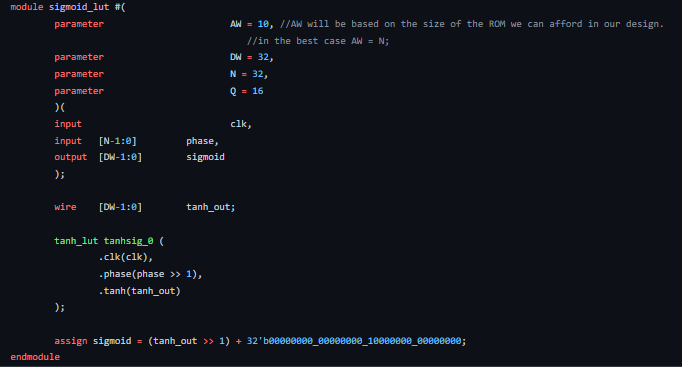 module sigmoid_lut #(
parameter AW = 10, //AW will be based on the size of the ROM we can afford in our design.
//in the best case AW = N;
parameter DW = 32,
parameter N = 32,
parameter Q = 16
)(
input clk,
input [N-1:0] phase,
output [DW-1:0] sigmoid
);
wire [DW-1:0] tanh_out;
tanh_lut tanhsig_0 (
.clk(clk),
.phase(phase >> 1),
.tanh(tanh_out)
);
assign sigmoid = (tanh_out >> 1) + 32'b00000000_00000000_10000000_00000000;
endmodule